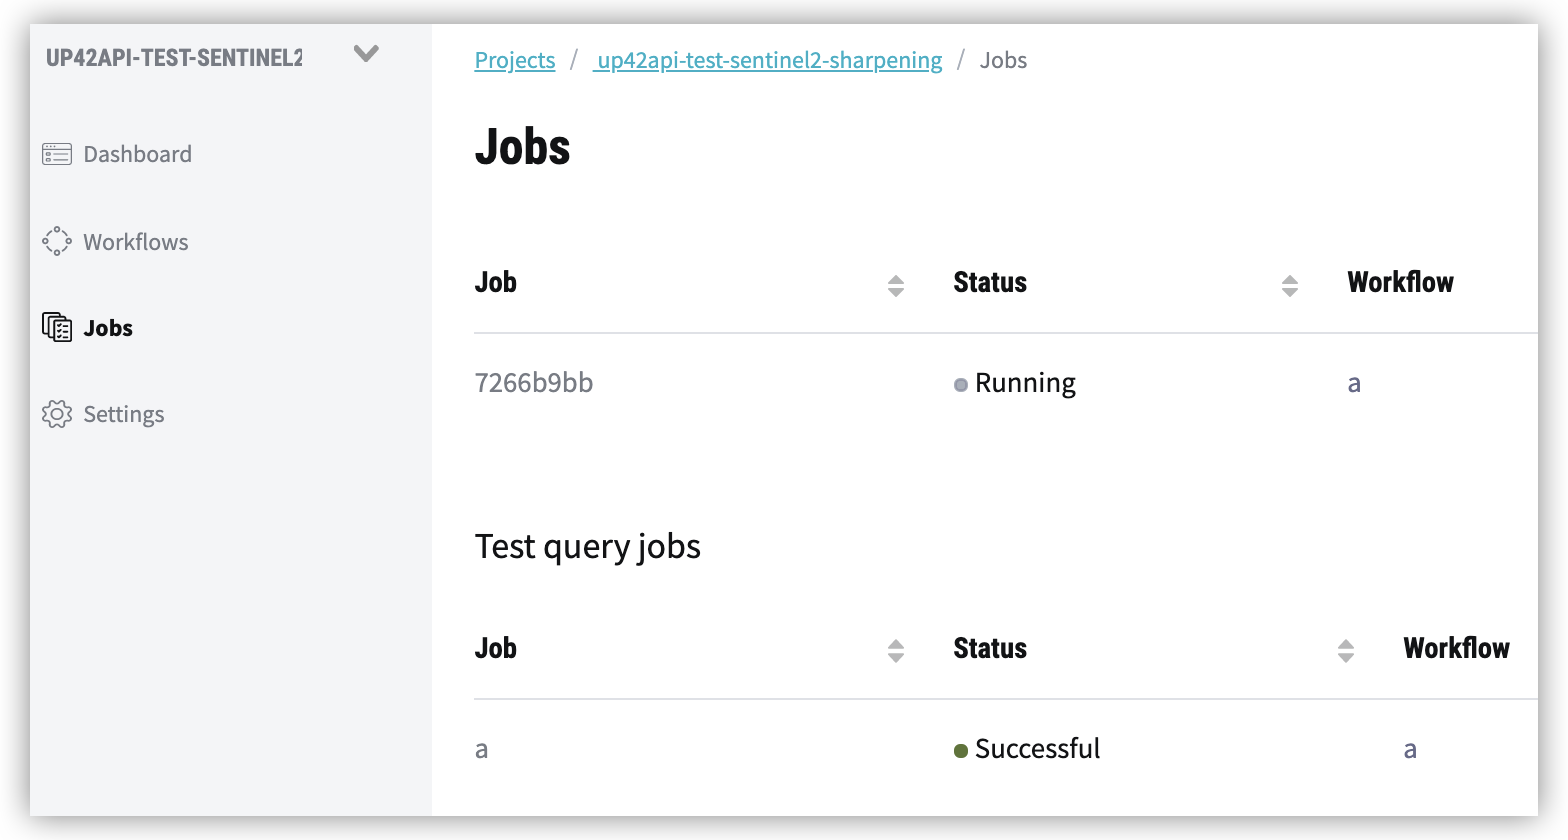 UP42API-TEST-SENTINEL2
Dashboard
Workflows
Jobs
Settings
Projects / up42api-test-sentinel2-sharpening / Jobs
Jobs
Job Status Workflow
7266b9bb Running a
Test query jobs
Job Status Workflow
a Successful a